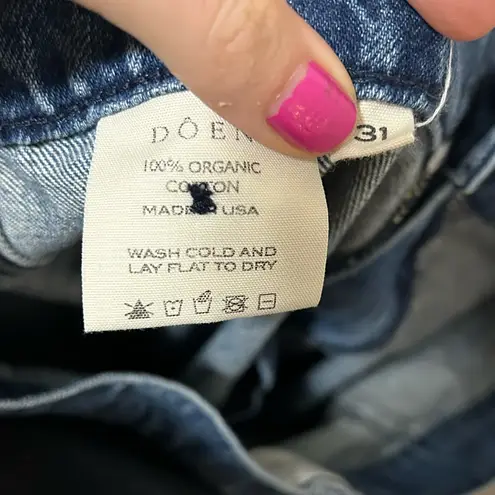 DÔEN
31
100% ORGANIC
COTTON
MADE IN USA
WASH COLD AND
LAY FLAT TO DRY